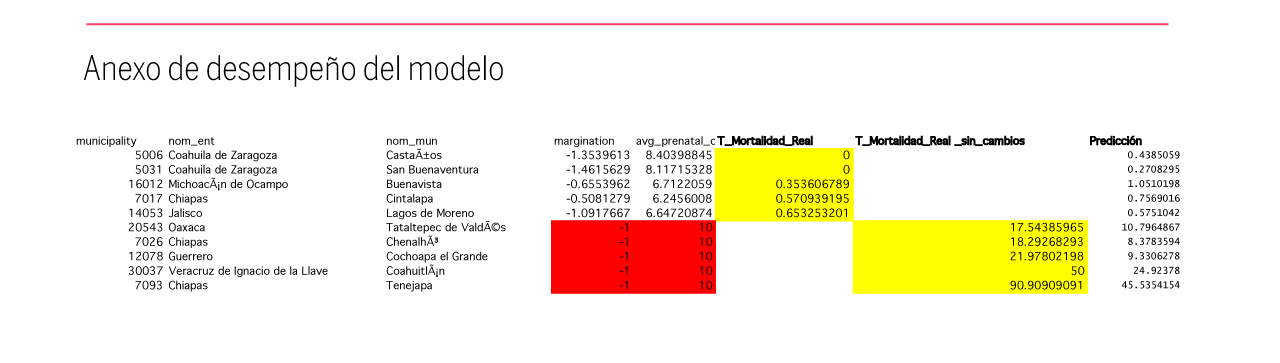 Anexo de desempeño del modelo
municipality nom_ent nom_mun margination avg_prenatal_c T_Mortalidad_Real T_Mortalidad_Real _sin_cambios Predicción
5006 Coahuila de Zaragoza CastaÃ±os -1.3539613 8.40398845 0 0.4385059
5031 Coahuila de Zaragoza San Buenaventura -1.4615629 8.11715328 0 0.2708295
16012 MichoacÃ¡n de Ocampo Buenavista -0.6553962 6.7122059 0.353606789 1.0510198
7017 Chiapas Cintalapa -0.5081279 6.2456008 0.570939195 0.7569016
14053 Jalisco Lagos de Moreno -1.0917667 6.64720874 0.653253201 0.5751042
20543 Oaxaca Tataltepec de ValdÃ©s -1 10 17.54385965 10.7964867
7026 Chiapas ChenalhÃ³ -1 10 18.29268293 8.3783594
12078 Guerrero Cochoapa el Grande -1 10 21.97802198 9.3306278
30037 Veracruz de Ignacio de la Llave CoahuitlÃ¡n -1 10 50 24.92378
7093 Chiapas Tenejapa -1 10 90.90909091 45.5354154